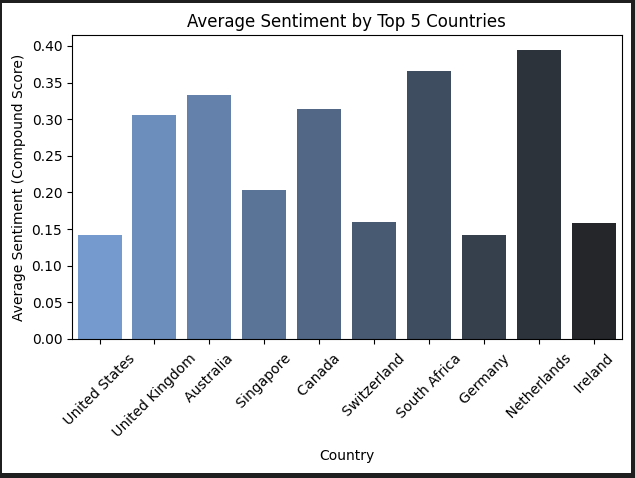 Average Sentiment by Top 5 Countries
Average Sentiment (Compound Score)
0.40
0.35
0.30
0.25
0.20
0.15
0.10
0.05
0.00
United States
United Kingdom
Australia
Singapore
Canada
Switzerland
South Africa
Germany
Netherlands
Ireland
Country